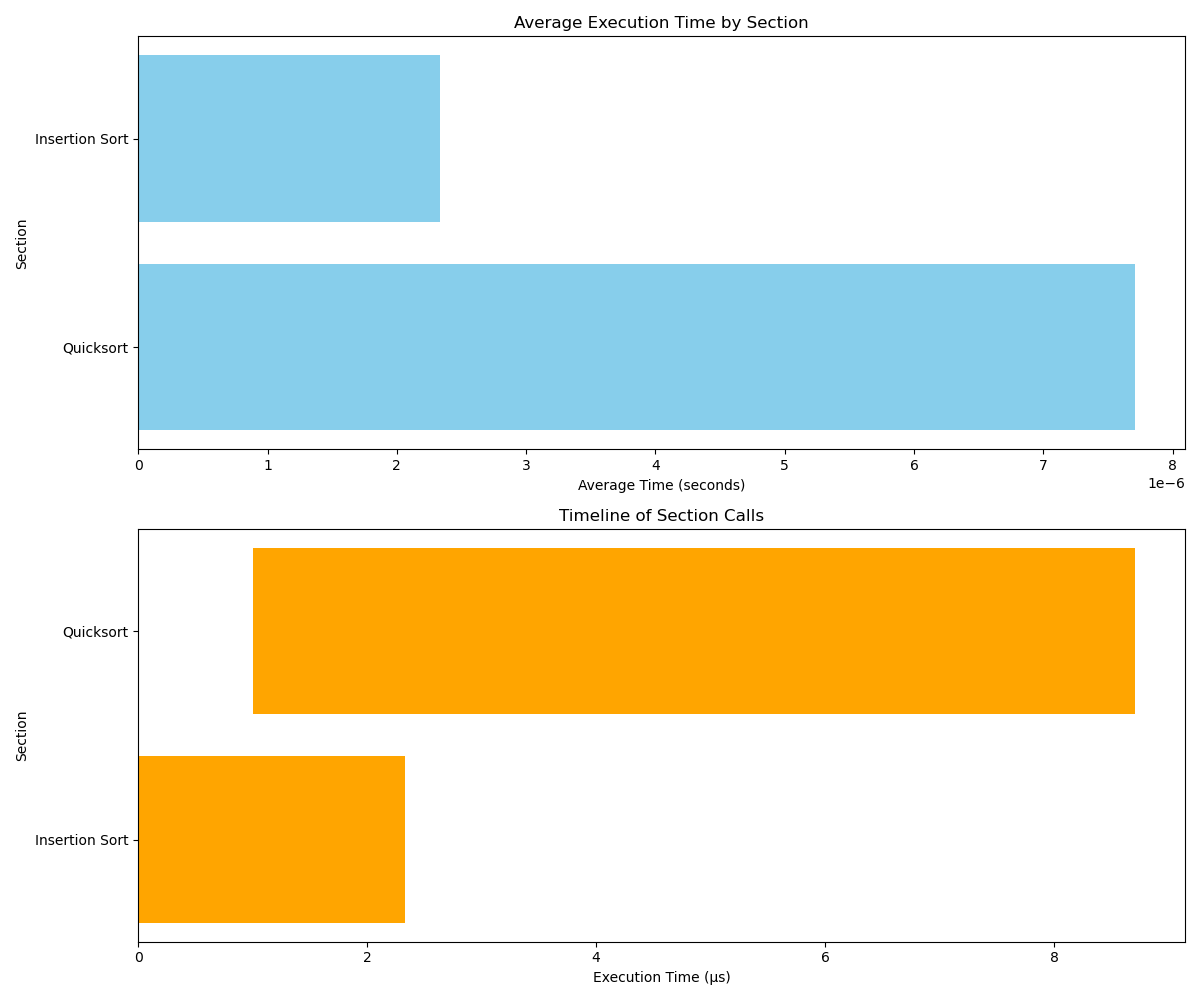 Average Execution Time by Section
Insertion Sort
Section
Quicksort
0 1 2 3 4 5 6 7 8
1e−6
Average Time (seconds)
Timeline of Section Calls
Quicksort
Section
Insertion Sort
0 2 4 6 8
Execution Time (µs)